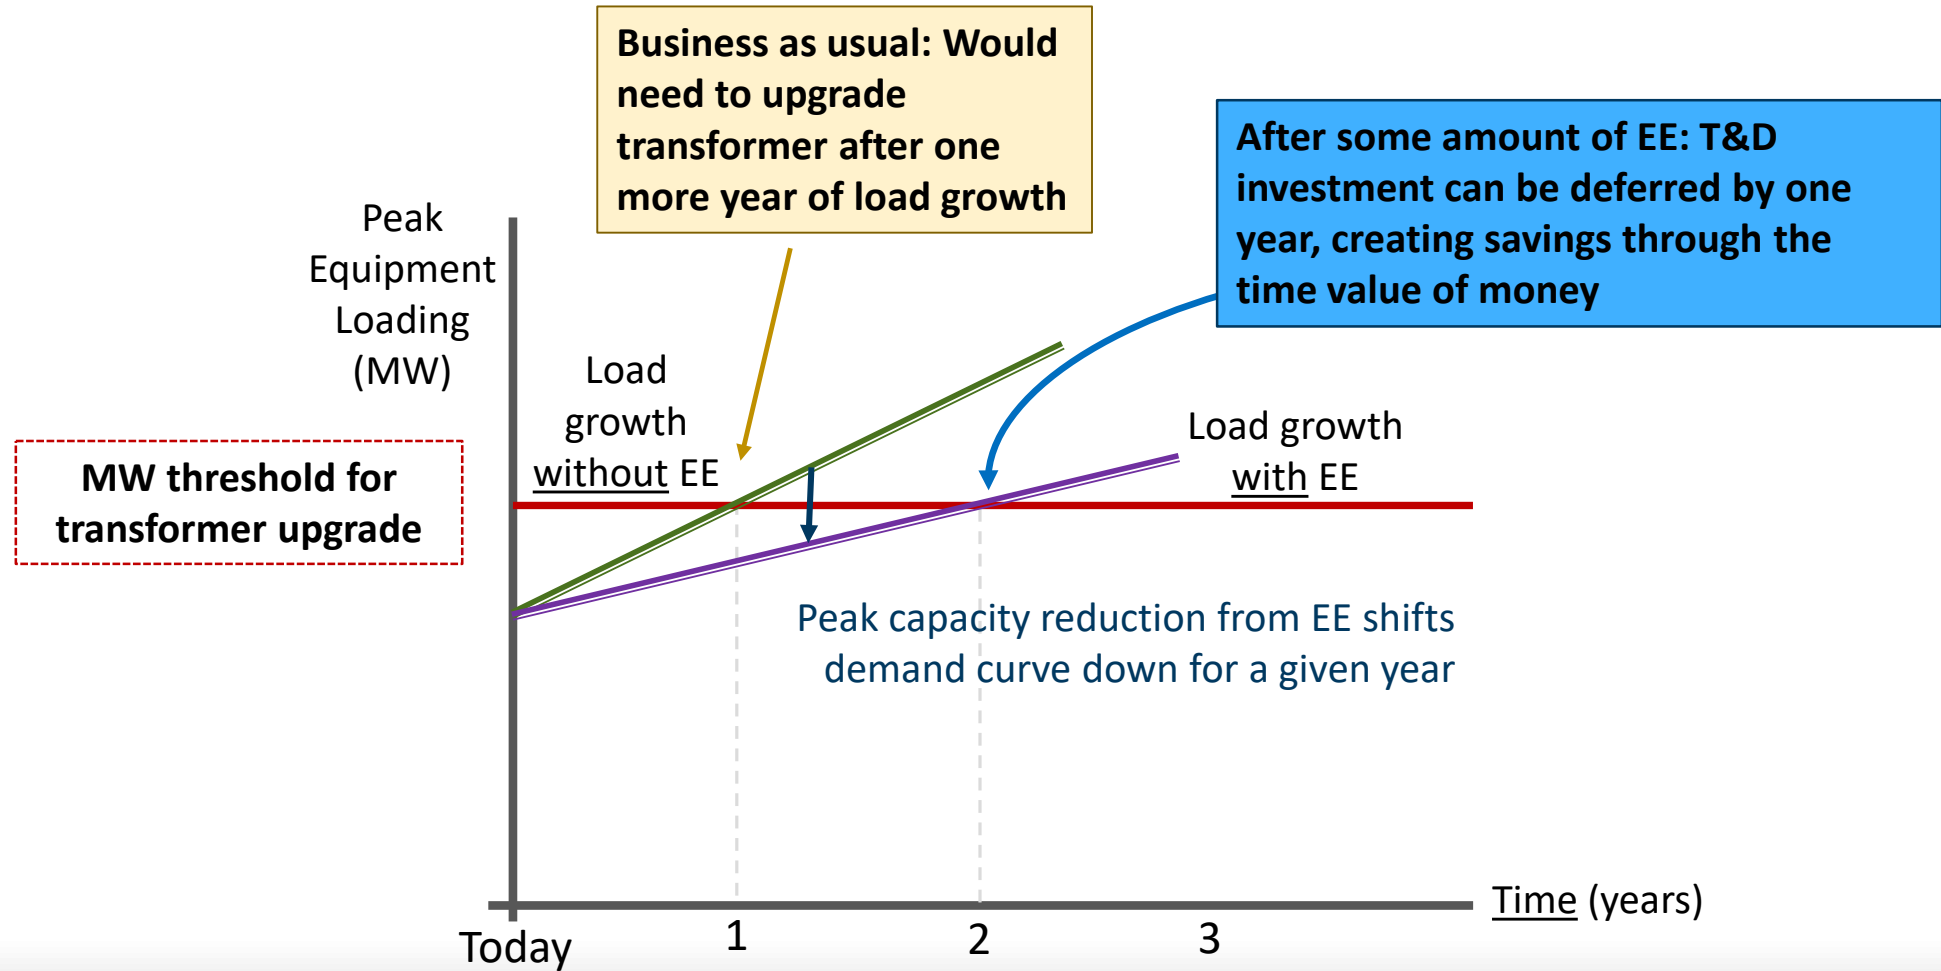 Business as usual: Would
need to upgrade
transformer after one
more year of load growth
After some amount of EE: T&D
investment can be deferred by one
year, creating savings through the
time value of money
Peak
Equipment
Loading
(MW)
Load
growth
without EE
Load growth
with EE
MW threshold for
transformer upgrade
Peak capacity reduction from EE shifts
demand curve down for a given year
Time (years)
Today
1
2
3